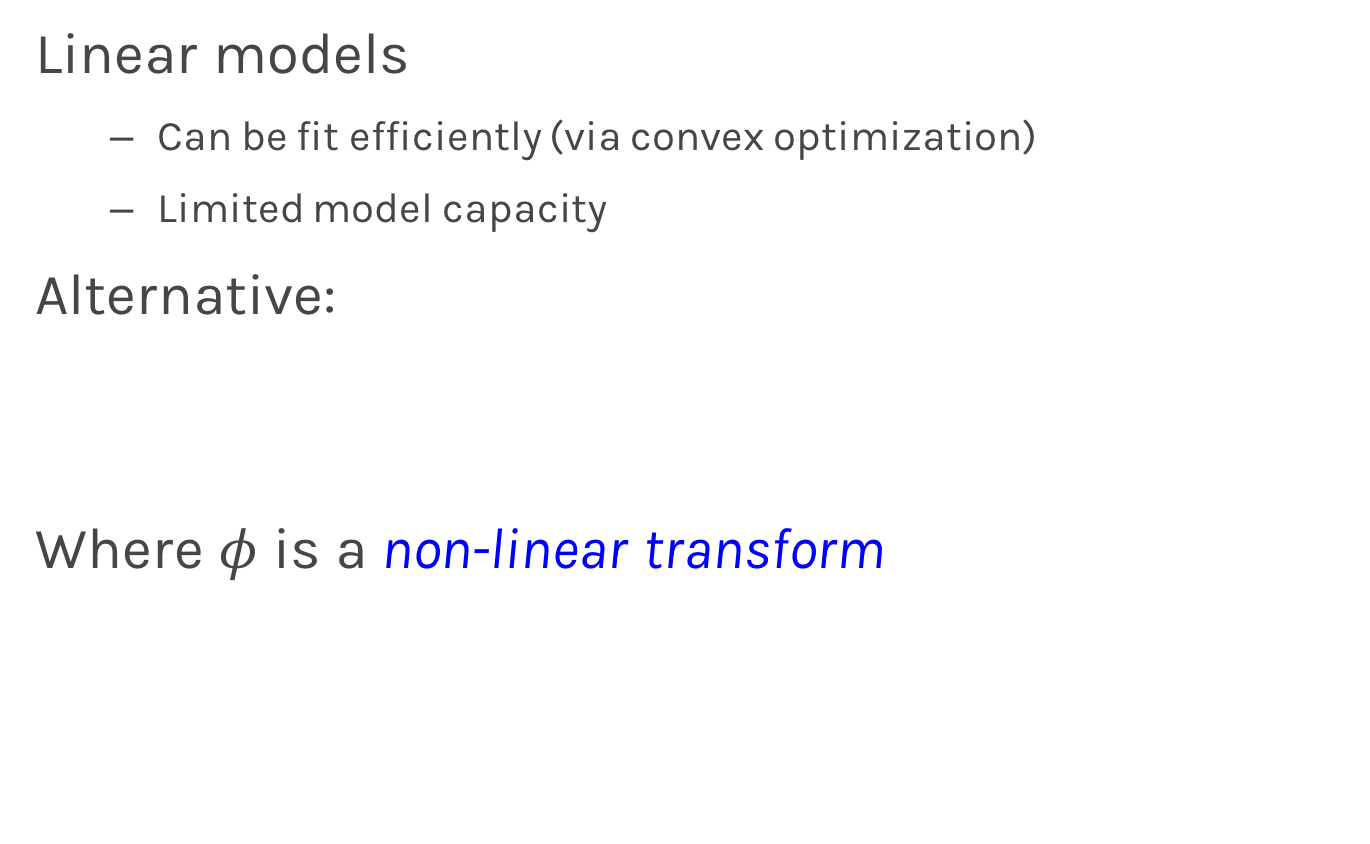 Linear models
– Can be fit efficiently (via convex optimization)
– Limited model capacity
Alternative:
Where ϕ is a non-linear transform